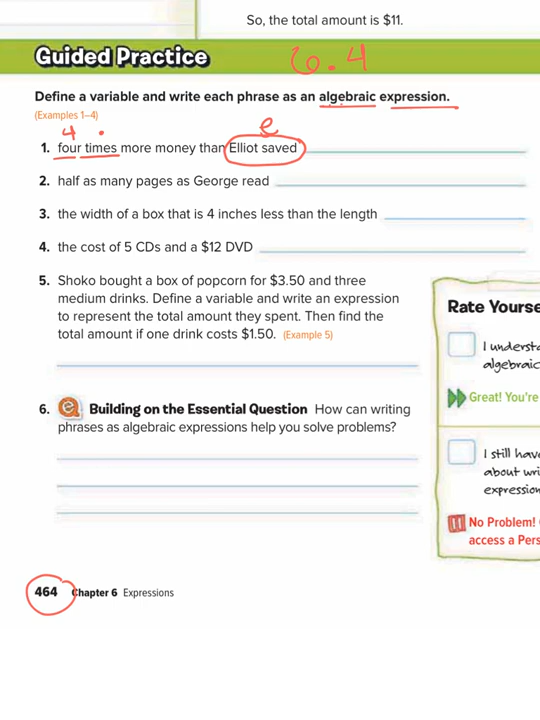 So, the total amount is $11.
Guided Practice 6.4
Define a variable and write each phrase as an algebraic expression.
(Examples 1–4)
4 • e
1. four times more money than Elliot saved
2. half as many pages as George read
3. the width of a box that is 4 inches less than the length
4. the cost of 5 CDs and a $12 DVD
5. Shoko bought a box of popcorn for $3.50 and three
medium drinks. Define a variable and write an expression
to represent the total amount they spent. Then find the
total amount if one drink costs $1.50. (Example 5)
6. e Building on the Essential Question How can writing
phrases as algebraic expressions help you solve problems?
Rate Yourse
I understa
algebraic
Great! You're
I still hav
about wri
expression
No Problem!
access a Pers
464 Chapter 6 Expressions